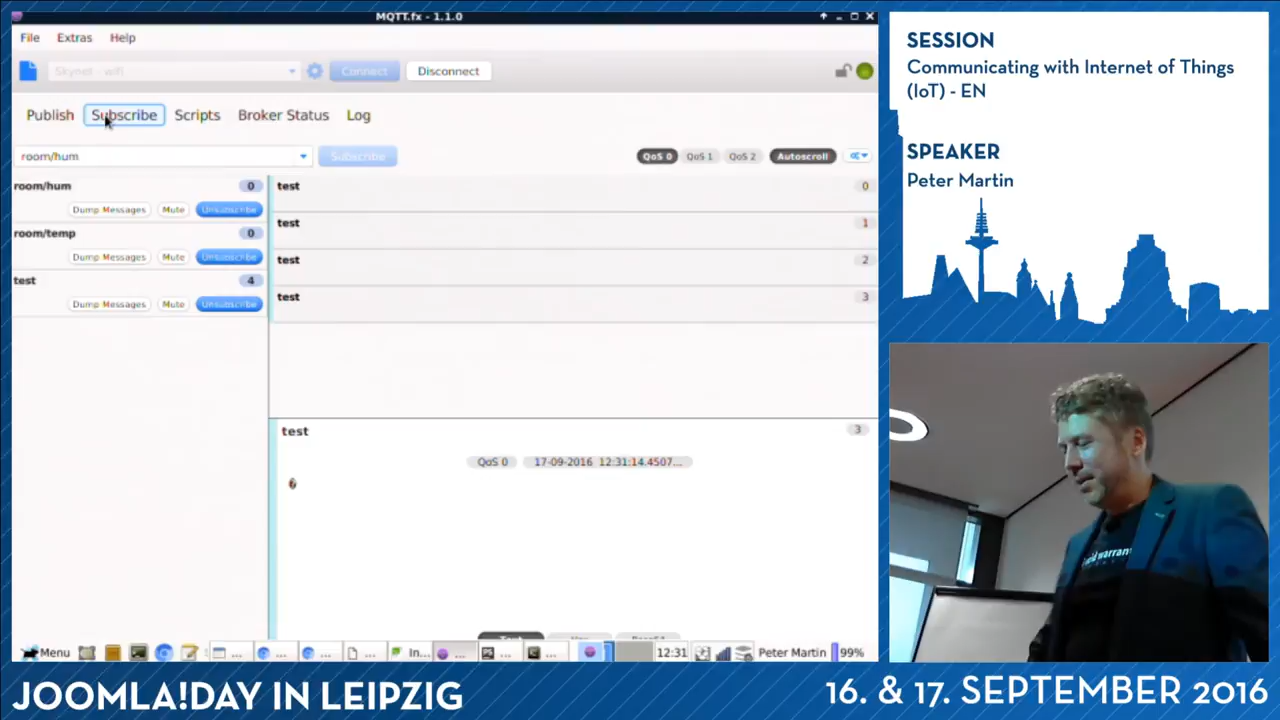 MQTT.fx - 1.1.0
File Extras Help
Skynet - wifi
Connect
Disconnect
Publish Subscribe Scripts Broker Status Log
room/hum
Subscribe
QoS 0 QoS 1 QoS 2 Autoscroll
room/hum 0
Dump Messages Mute Unsubscribe
room/temp 0
Dump Messages Mute Unsubscribe
test 4
Dump Messages Mute Unsubscribe
test 0
test 1
test 2
test 3
test 3
QoS 0 17-09-2016 12:31:14.4507...
Menu
In...
12:31
Peter Martin
99%
SESSION
Communicating with Internet of Things
(IoT) - EN
SPEAKER
Peter Martin
JOOMLA!DAY IN LEIPZIG
16. & 17. SEPTEMBER 2016